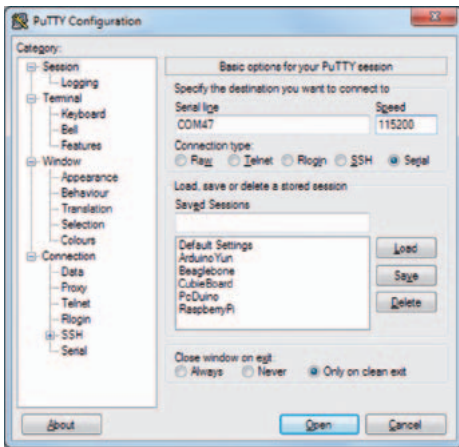 PuTTY Configuration
Category:
Session
Logging
Terminal
Keyboard
Bell
Features
Window
Appearance
Behaviour
Translation
Selection
Colours
Connection
Data
Proxy
Telnet
Rlogin
SSH
Serial
Basic options for your PuTTY session
Specify the destination you want to connect to
Serial line Speed
COM47 115200
Connection type:
Raw Telnet Rlogin SSH Serial
Load, save or delete a stored session
Saved Sessions
Default Settings
ArduinoYun
Beaglebone
CubieBoard
PcDuino
RaspberryPi
Load
Save
Delete
Close window on exit:
Always Never Only on clean exit
About Open Cancel